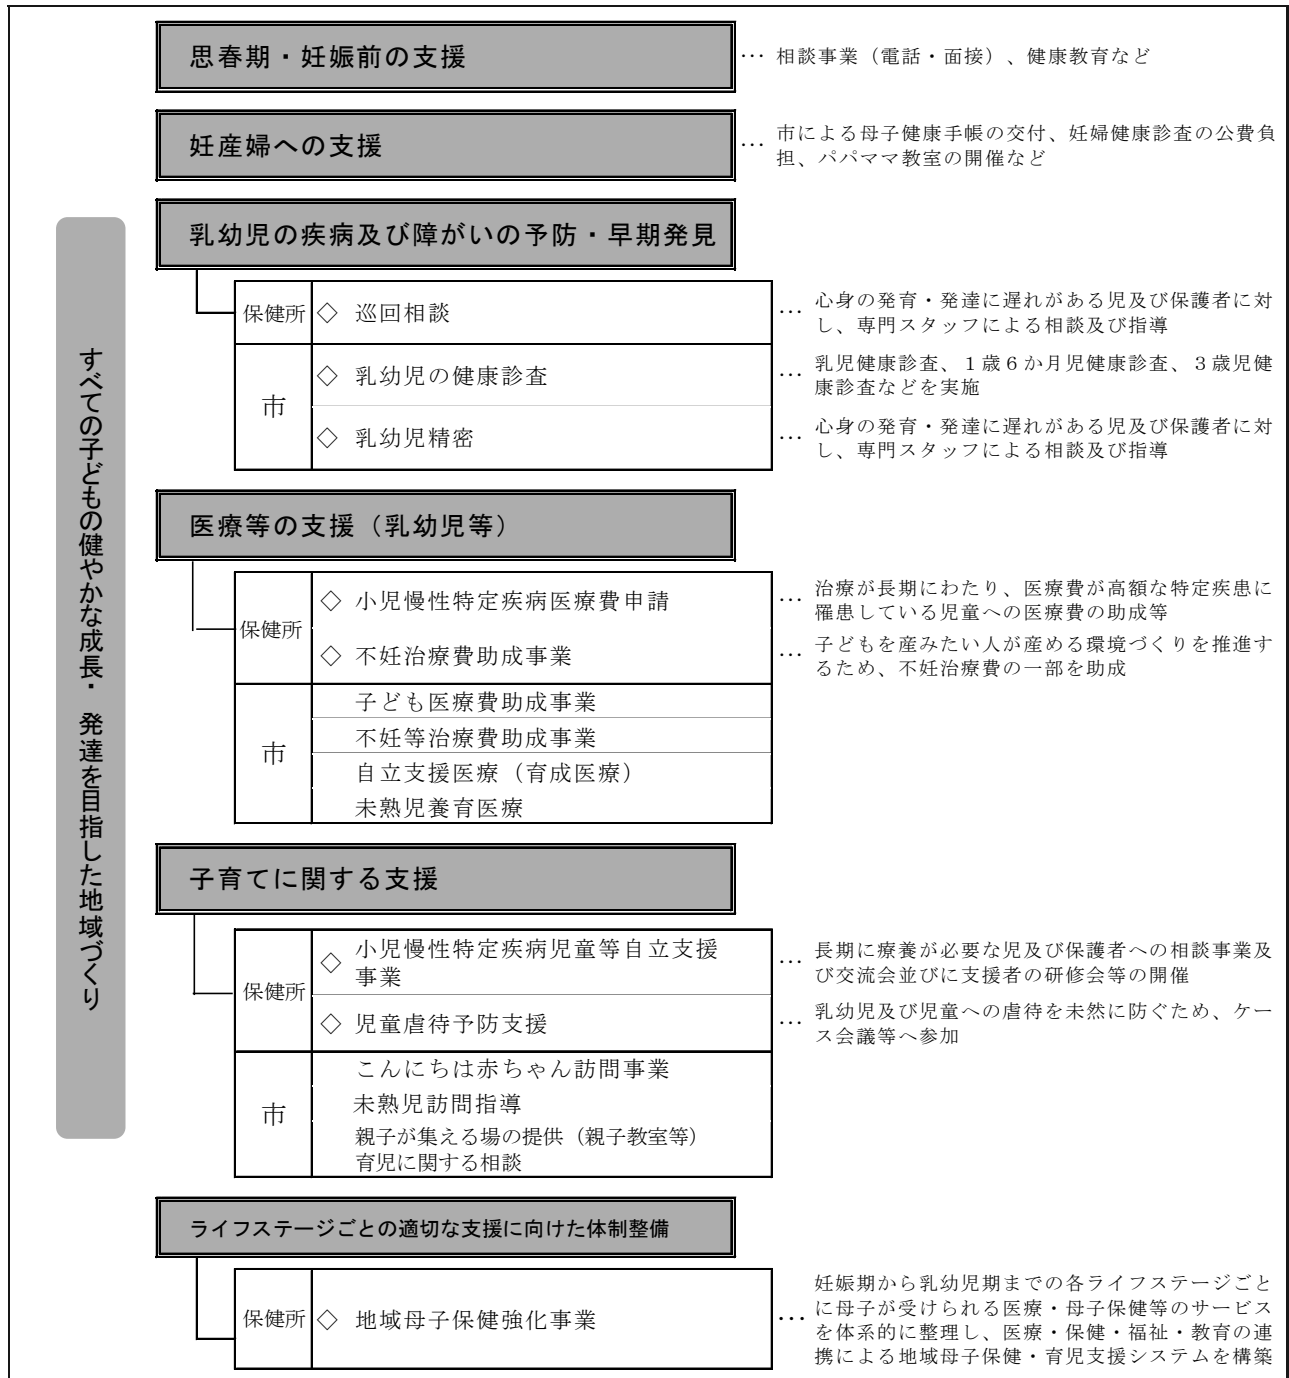 すべての子どもの健やかな成長・発達を目指した地域づくり
思春期・妊娠前の支援
… 相談事業（電話・面接）、健康教育など
妊産婦への支援
… 市による母子健康手帳の交付、妊婦健康診査の公費負
担、パパママ教室の開催など
乳幼児の疾病及び障がいの予防・早期発見
保健所
◇ 巡回相談
… 心身の発育・発達に遅れがある児及び保護者に対
し、専門スタッフによる相談及び指導
市
◇ 乳幼児の健康診査
… 乳児健康診査、１歳６か月児健康診査、３歳児健
康診査などを実施
◇ 乳幼児精密
… 心身の発育・発達に遅れがある児及び保護者に対
し、専門スタッフによる相談及び指導
医療等の支援（乳幼児等）
保健所
◇ 小児慢性特定疾病医療費申請
… 治療が長期にわたり、医療費が高額な特定疾患に
罹患している児童への医療費の助成等
◇ 不妊治療費助成事業
… 子どもを産みたい人が産める環境づくりを推進す
るため、不妊治療費の一部を助成
市
子ども医療費助成事業
不妊等治療費助成事業
自立支援医療（育成医療）
未熟児養育医療
子育てに関する支援
保健所
◇ 小児慢性特定疾病児童等自立支援
事業
… 長期に療養が必要な児及び保護者への相談事業及
び交流会並びに支援者の研修会等の開催
◇ 児童虐待予防支援
… 乳幼児及び児童への虐待を未然に防ぐため、ケー
ス会議等へ参加
市
こんにちは赤ちゃん訪問事業
未熟児訪問指導
親子が集える場の提供（親子教室等）
育児に関する相談
ライフステージごとの適切な支援に向けた体制整備
保健所
◇ 地域母子保健強化事業
… 妊娠期から乳幼児期までの各ライフステージごと
に母子が受けられる医療・母子保健等のサービス
を体系的に整理し、医療・保健・福祉・教育の連
携による地域母子保健・育児支援システムを構築